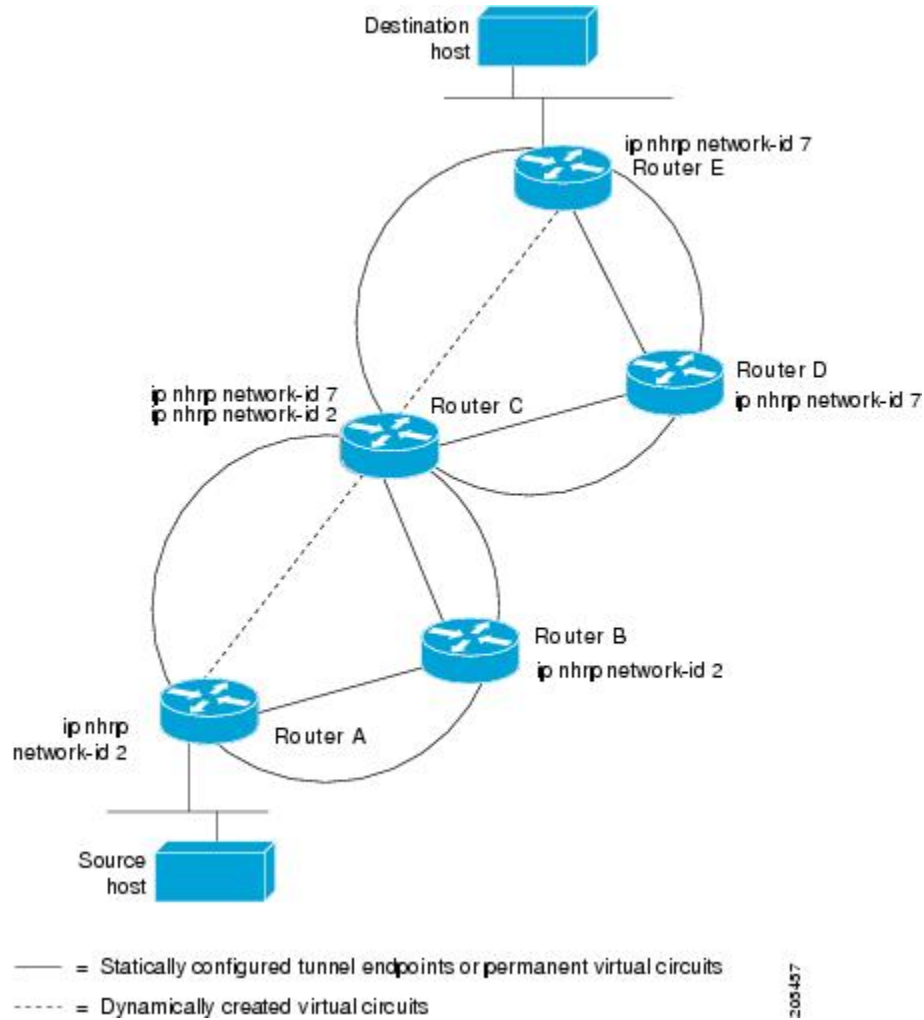 Destination
host
ip nhrp network-id 7
Router E
Router D
ip nhrp network-id 7
ip nhrp network-id 7
ip nhrp network-id 2
Router C
Router B
ip nhrp network-id 2
ip nhrp
network-id 2
Router A
Source
host
= Statically configured tunnel endpoints or permanent virtual circuits
= Dynamically created virtual circuits